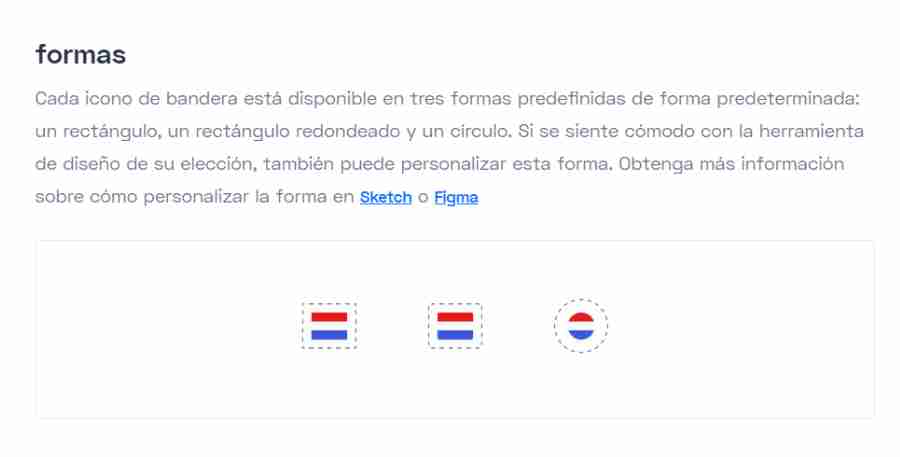 formas
Cada icono de bandera está disponible en tres formas predefinidas de forma predeterminada:
un rectángulo, un rectángulo redondeado y un círculo. Si se siente cómodo con la herramienta
de diseño de su elección, también puede personalizar esta forma. Obtenga más información
sobre cómo personalizar la forma en Sketch o Figma